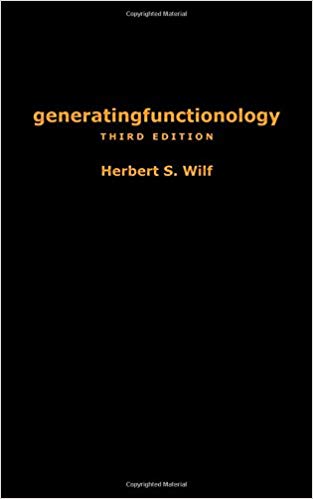 Copyrighted Material
generatingfunctionology
THIRD EDITION
Herbert S. Wilf
Copyrighted Material